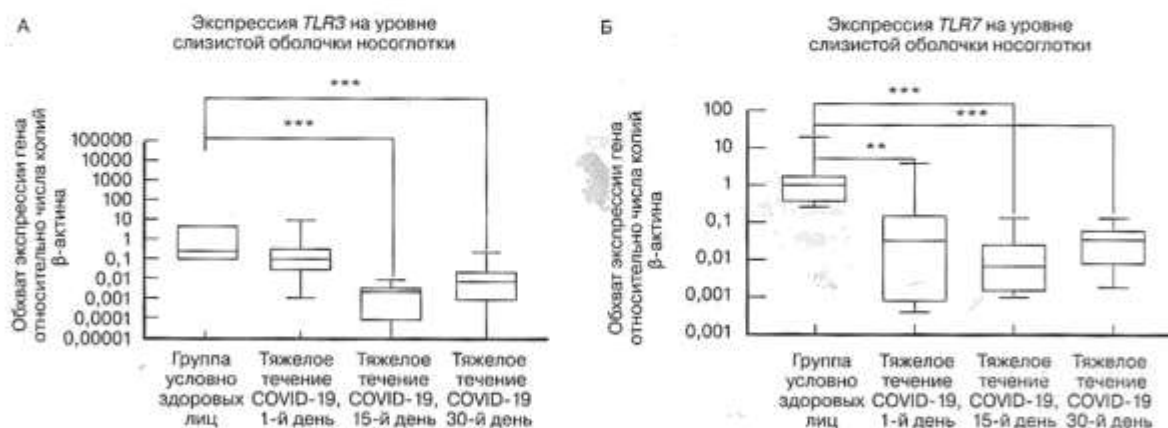 А
Экспрессия TLR3 на уровне
слизистой оболочки носоглотки
Обхват экспрессии гена
относительно числа копий
β-актина
***
***
100000
10000
1000
100
10
1
0,1
0,01
0,001
0,0001
0,00001
Группа
условно
здоровых
лиц
Тяжелое
течение
COVID-19,
1-й день
Тяжелое
течение
COVID-19,
15-й день
Тяжелое
течение
COVID-19
30-й день
Б
Экспрессия TLR7 на уровне
слизистой оболочки носоглотки
Обхват экспрессии гена
относительно числа копий
β-актина
***
***
**
100
10
1
0,1
0,01
0,001
0,001
Группа
условно
здоровых
лиц
Тяжелое
течение
COVID-19,
1-й день
Тяжелое
течение
COVID-19
15-й день
Тяжелое
течение
COVID-19
30-й день